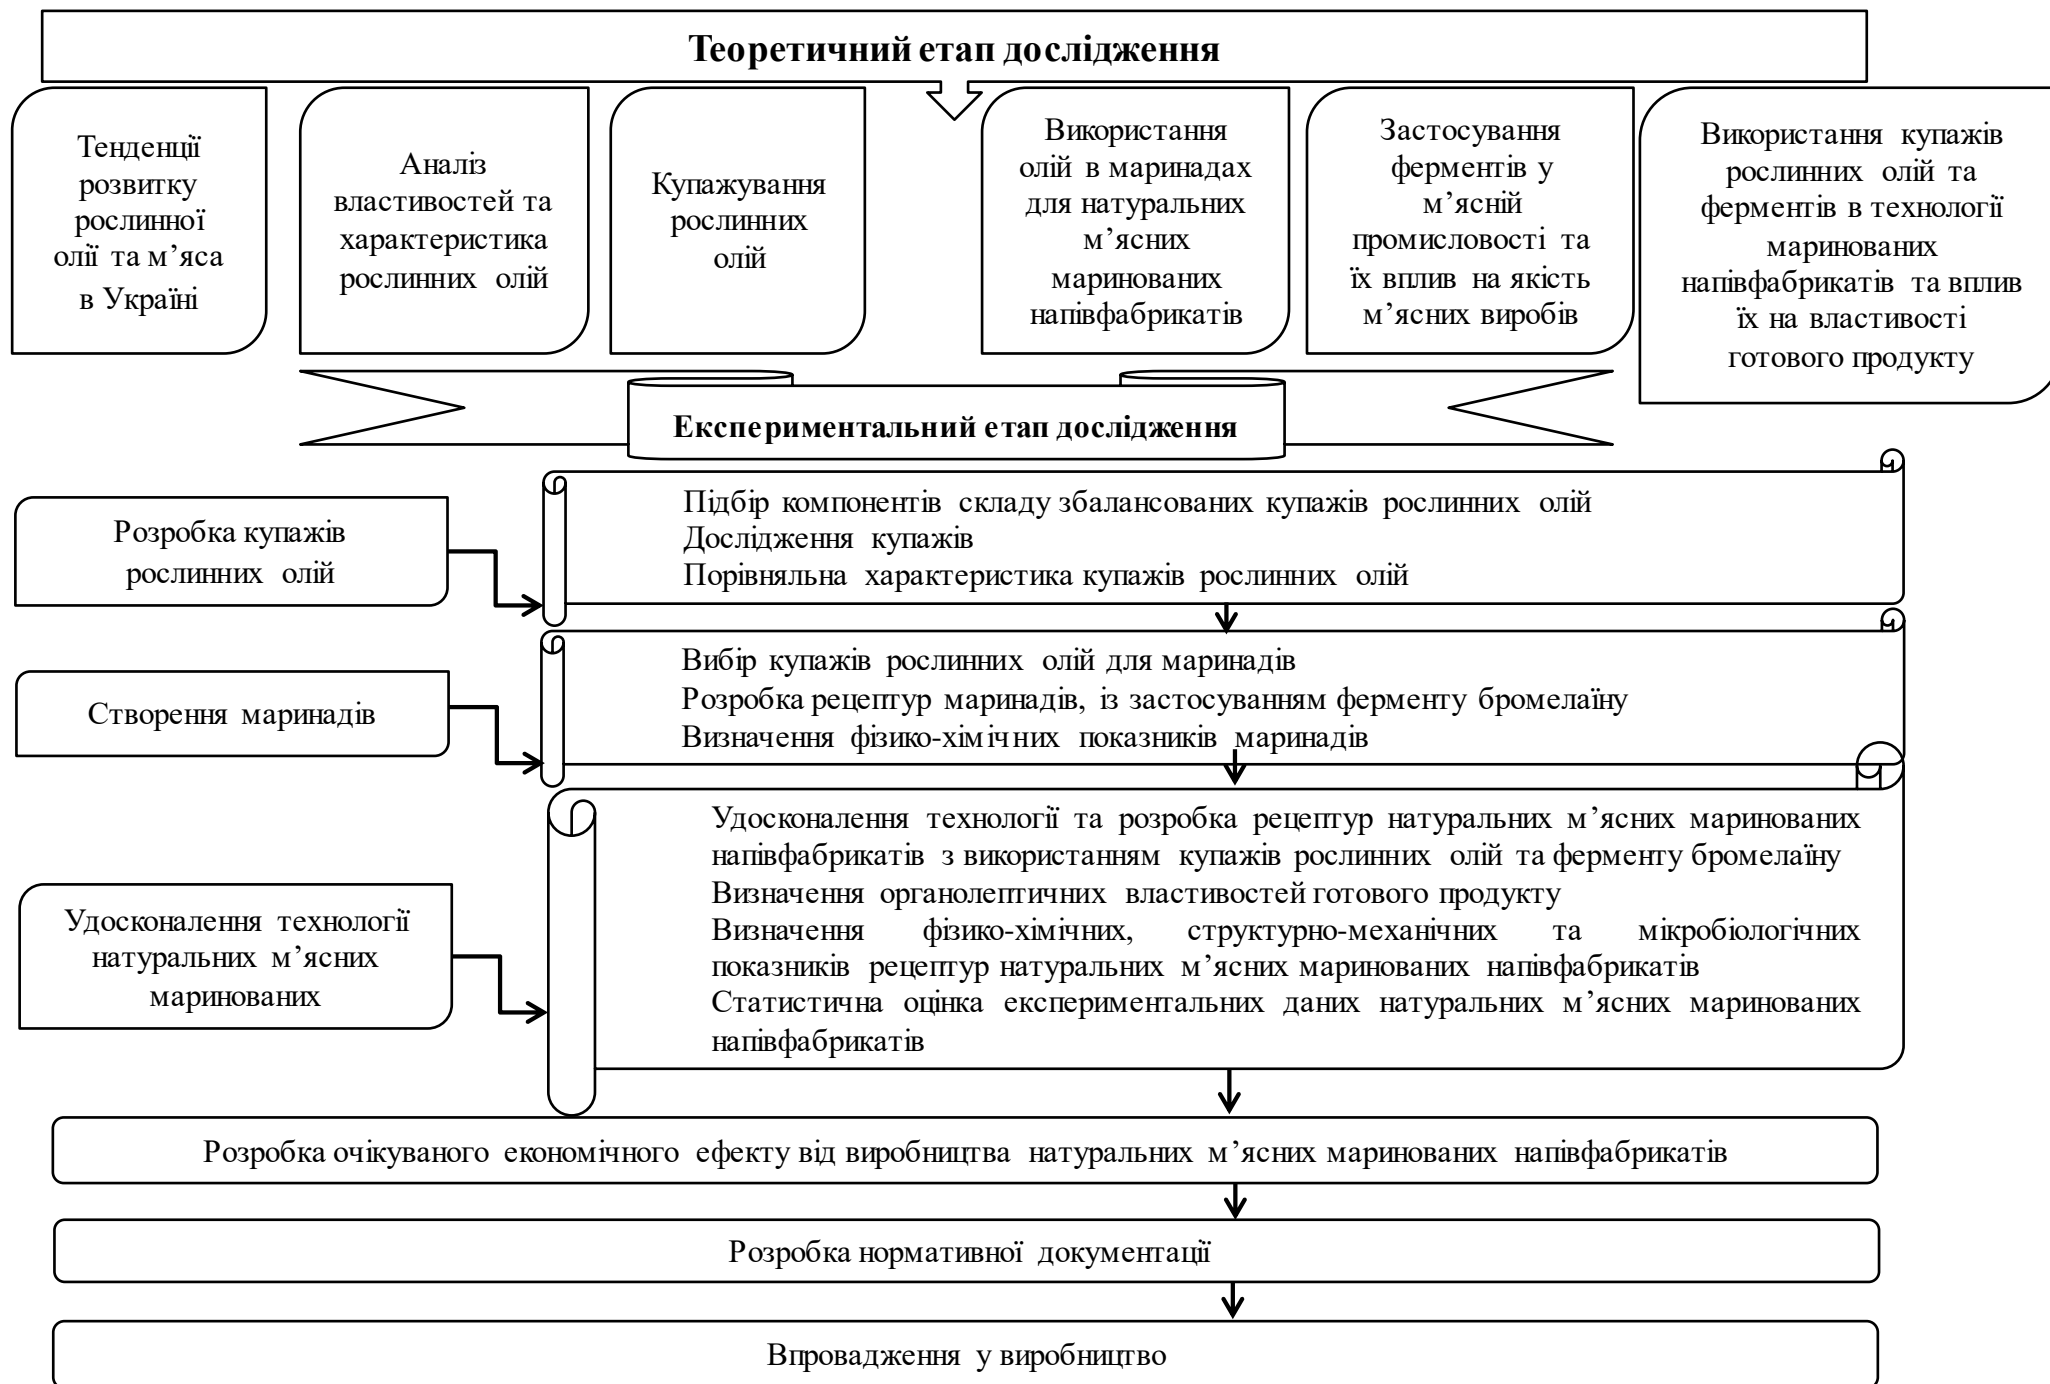 Теоретичний етап дослідження
Тенденції
розвитку
рослинної
олії та м’яса
в Україні
Аналіз
властивостей та
характеристика
рослинних олій
Купажування
рослинних
олій
Використання
олій в маринадах
для натуральних
м’ясних
маринованих
напівфабрикатів
Застосування
ферментів у
м’ясній
промисловості та
їх вплив на якість
м’ясних виробів
Використання купажів
рослинних олій та
ферментів в технології
маринованих
напівфабрикатів та вплив
їх на властивості
готового продукту
Експериментальний етап дослідження
Розробка купажів
рослинних олій
Підбір компонентів складу збалансованих купажів рослинних олій
Дослідження купажів
Порівняльна характеристика купажів рослинних олій
Створення маринадів
Вибір купажів рослинних олій для маринадів
Розробка рецептур маринадів, із застосуванням ферменту бромелаїну
Визначення фізико-хімічних показників маринадів
Удосконалення технології
натуральних м’ясних
маринованих
Удосконалення технології та розробка рецептур натуральних м’ясних маринованих
напівфабрикатів з використанням купажів рослинних олій та ферменту бромелаїну
Визначення органолептичних властивостей готового продукту
Визначення фізико-хімічних, структурно-механічних та мікробіологічних
показників рецептур натуральних м’ясних маринованих напівфабрикатів
Статистична оцінка експериментальних даних натуральних м’ясних маринованих
напівфабрикатів
Розробка очікуваного економічного ефекту від виробництва натуральних м’ясних маринованих напівфабрикатів
Розробка нормативної документації
Впровадження у виробництво